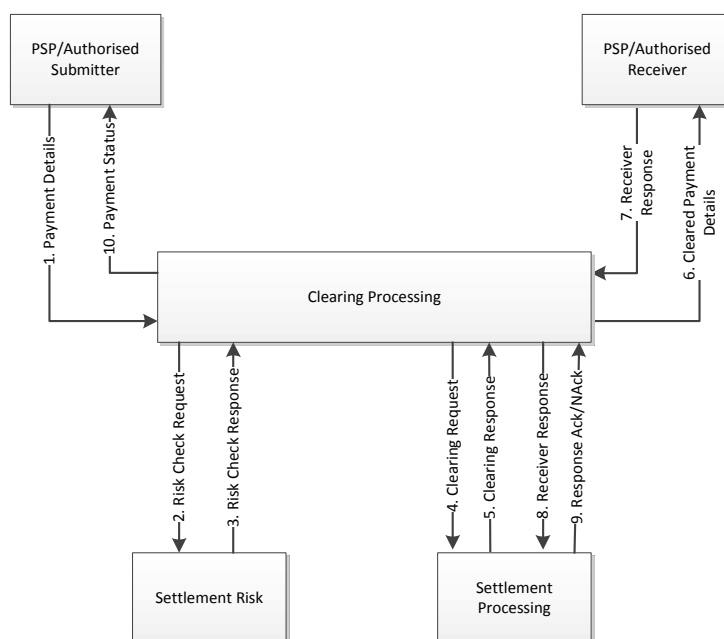 PSP/Authorised
Submitter
PSP/Authorised
Receiver
1. Payment Details
10. Payment Status
7. Receiver
Response
6. Cleared Payment
Details
Clearing Processing
2. Risk Check Request
3. Risk Check Response
4. Clearing Request
5. Clearing Response
8. Receiver Response
9. Response Ack/NAck
Settlement Risk
Settlement
Processing